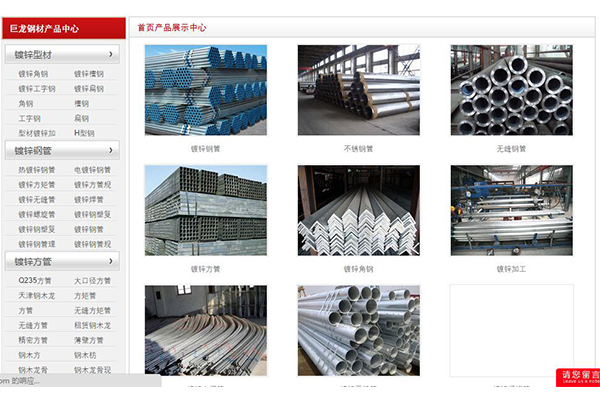 巨龙钢材产品中心
首页产品展示中心
镀锌型材
镀锌角钢 镀锌槽钢
镀锌工字钢 镀锌扁钢
角钢 槽钢
工字钢 扁钢
型材镀锌加 H型钢
镀锌钢管
热镀锌钢管 电镀锌钢管
镀锌方矩管 镀锌方管规
镀锌无缝管 镀锌焊管
镀锌螺旋管 镀锌钢塑复
镀锌钢塑复 镀锌钢管
镀锌钢管理 镀锌钢管规
镀锌方管
Q235方管 大口径方管
天津钢木龙 方矩管
方管 无缝方矩管
无缝方管 租赁钢木龙
精密方管 薄壁方管
钢木方 钢木枋
钢木龙骨 钢木龙骨现
om 的响应...
镀锌钢管
不锈钢管
无缝钢管
镀锌方管
镀锌角钢
镀锌加工
请您留言
Leave us a note